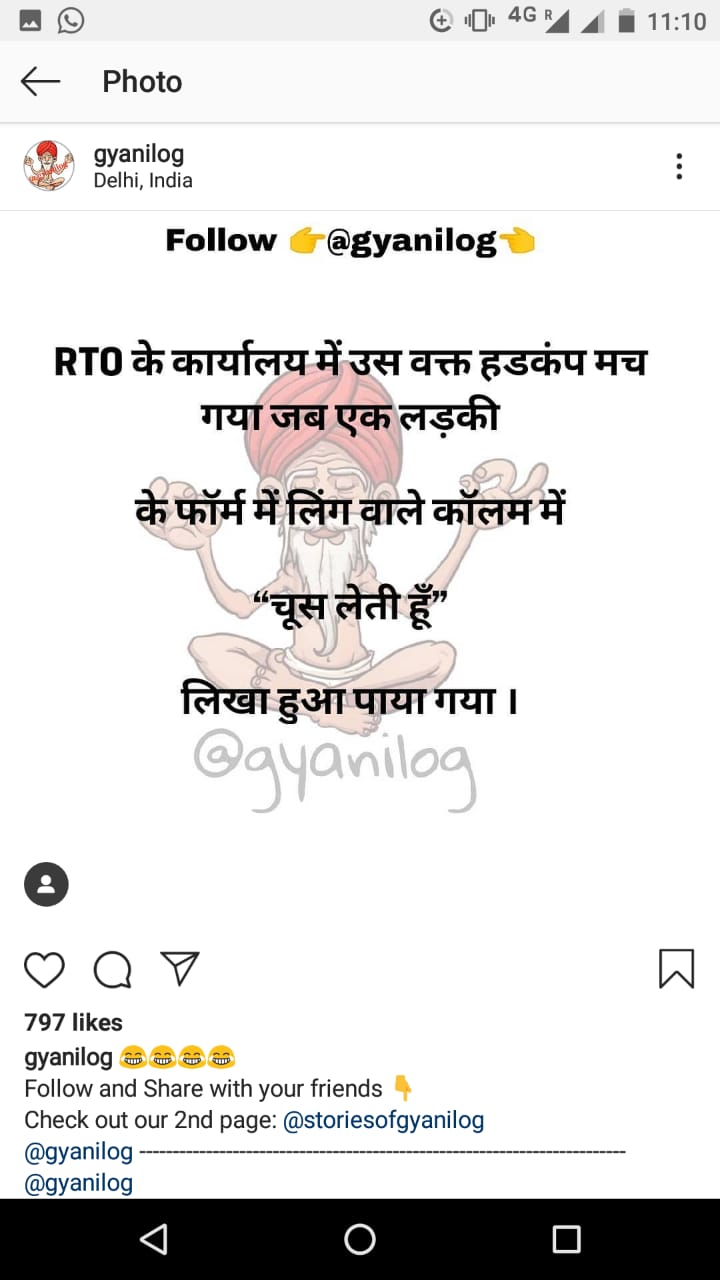 4G R 11:10
Photo
gyanilog
Delhi, India
Follow 👉@gyanilog👈
RTO के कार्यालय में उस वक्त हडकंप मच
गया जब एक लड़की
के फॉर्म में लिंग वाले कॉलम में
“चूस लेती हूँ”
लिखा हुआ पाया गया ।
@gyanilog
797 likes
gyanilog 😂😂😂😂
Follow and Share with your friends 👇
Check out our 2nd page: @storiesofgyanilog
@gyanilog -------------------------------------------------------------------------
@gyanilog